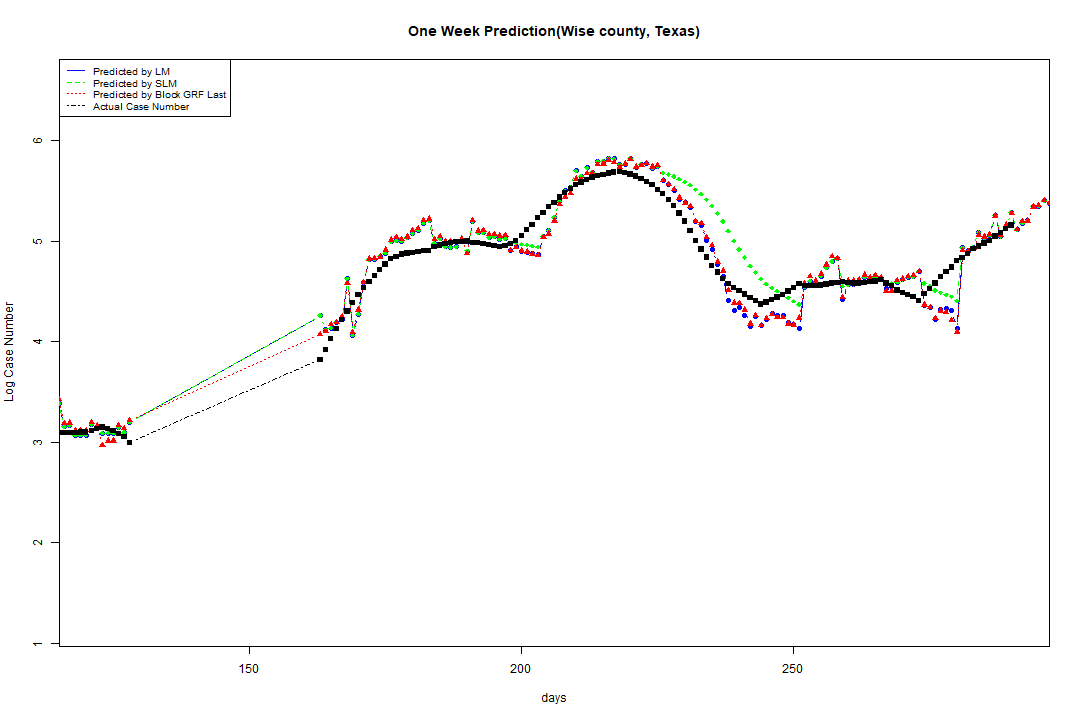 One Week Prediction(Wise county, Texas)
Predicted by LM
Predicted by SLM
Predicted by Block GRF Last
Actual Case Number
6
5
4
3
2
1
Log Case Number
150 200 250
days